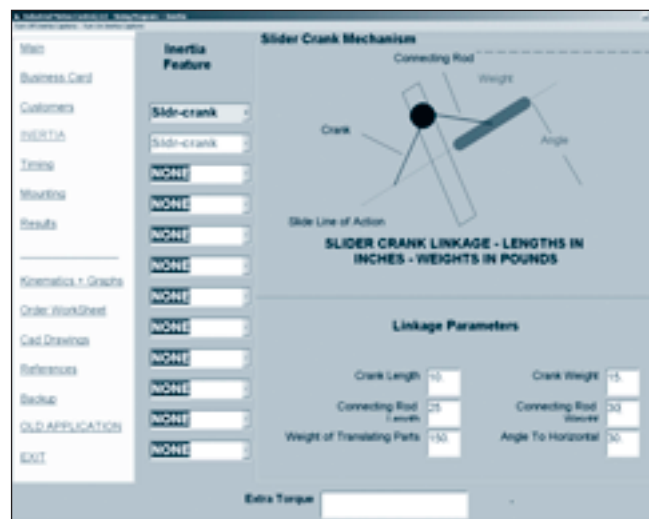 Main
Business Card
Customers
INERTIA
Timing
Mounting
Results
Kinematics + Graphs
Order WorkSheet
Cad Drawings
References
Backup
OLD APPLICATION
EXIT
Inertia
Feature
Sldr-crank
Sldr-crank
NONE
NONE
NONE
NONE
NONE
NONE
NONE
NONE
NONE
NONE
Slider Crank Mechanism
Connecting Rod
Weight
Crank
Angle
Slide Line of Action
SLIDER CRANK LINKAGE - LENGTHS IN
INCHES - WEIGHTS IN POUNDS
Linkage Parameters
Crank Length 10.
Crank Weight 15.
Connecting Rod 25.
Length
Connecting Rod 30.
Weight of Translating Parts 150.
Angle To Horizontal 30.
Extra Torque